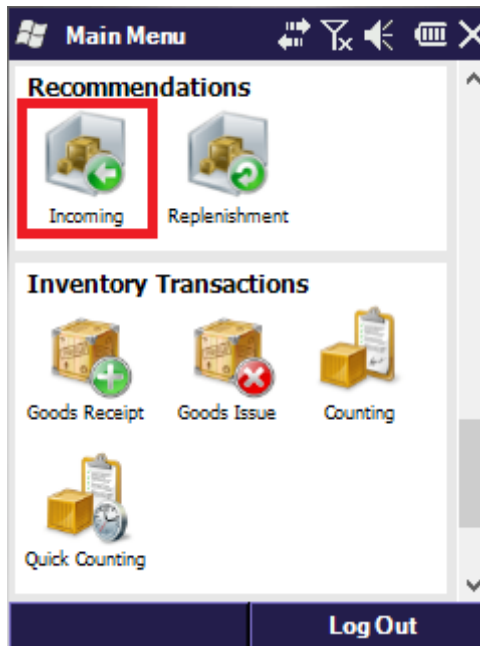 Main Menu
Recommendations
Incoming Replenishment
Inventory Transactions
Goods Receipt Goods Issue Counting
Quick Counting
Log Out